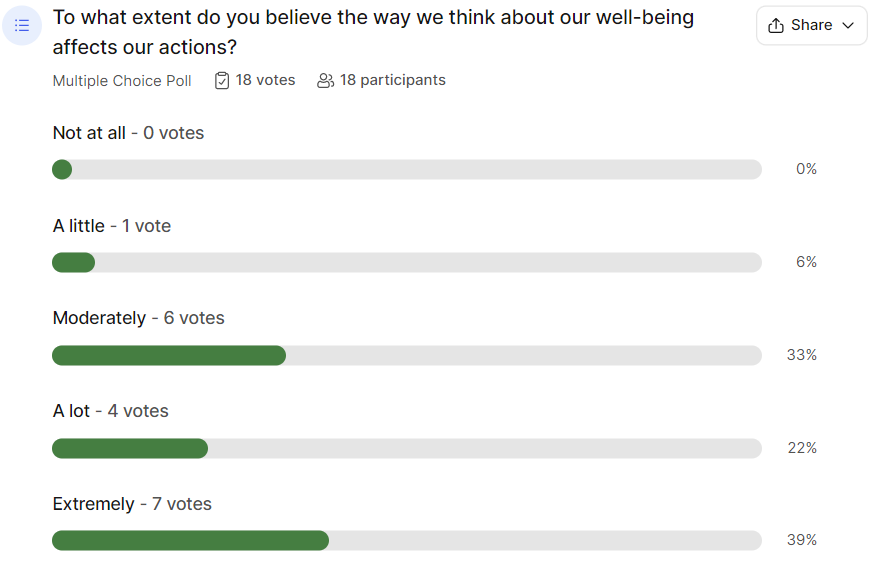 To what extent do you believe the way we think about our well-being
affects our actions?
Share
Multiple Choice Poll 18 votes 18 participants
Not at all - 0 votes
0%
A little - 1 vote
6%
Moderately - 6 votes
33%
A lot - 4 votes
22%
Extremely - 7 votes
39%